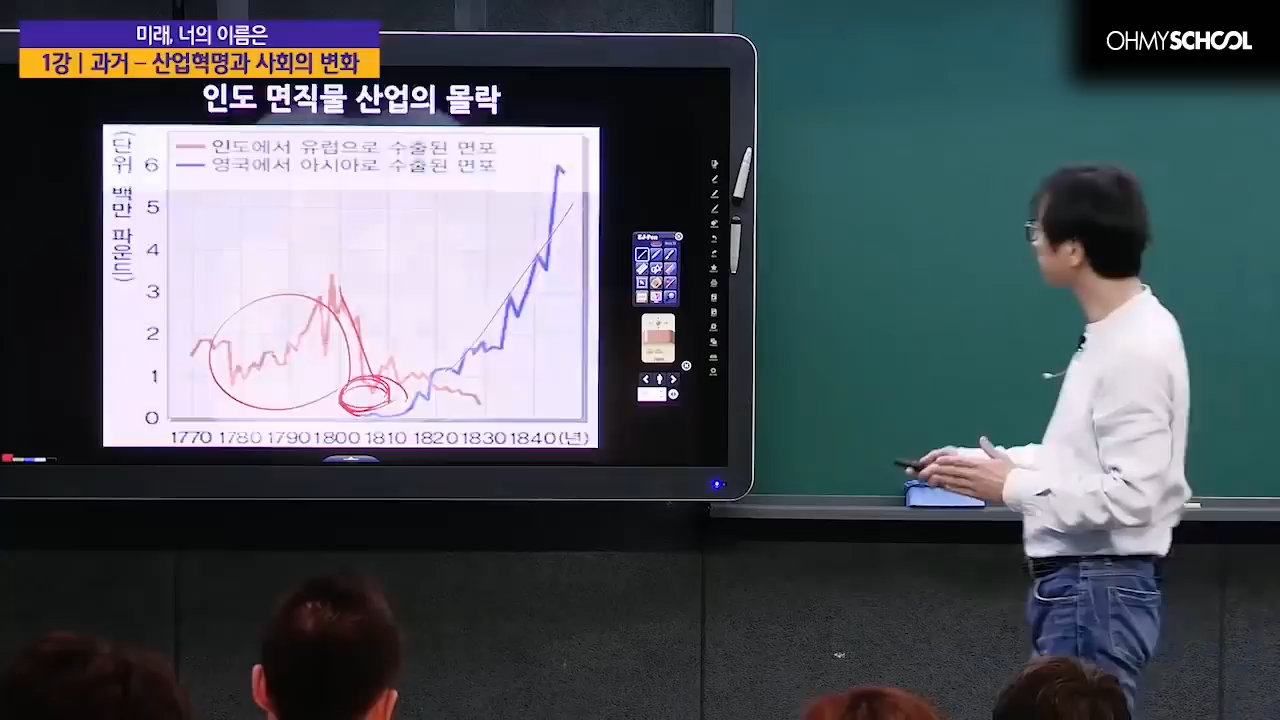 미래, 너의 이름은
1강 | 과거 – 산업혁명과 사회의 변화
OHMYSCHOOL
인도 면직물 산업의 몰락
(단위 백만 파운드)
인도에서 유럽으로 수출된 면포
영국에서 아시아로 수출된 면포
6
5
4
3
2
1
0
1770 1780 1790 1800 1810 1820 1830 1840(년)
EJ-Pen